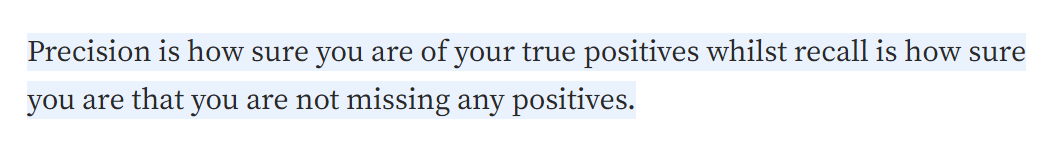 Precision is how sure you are of your true positives whilst recall is how sure
you are that you are not missing any positives.